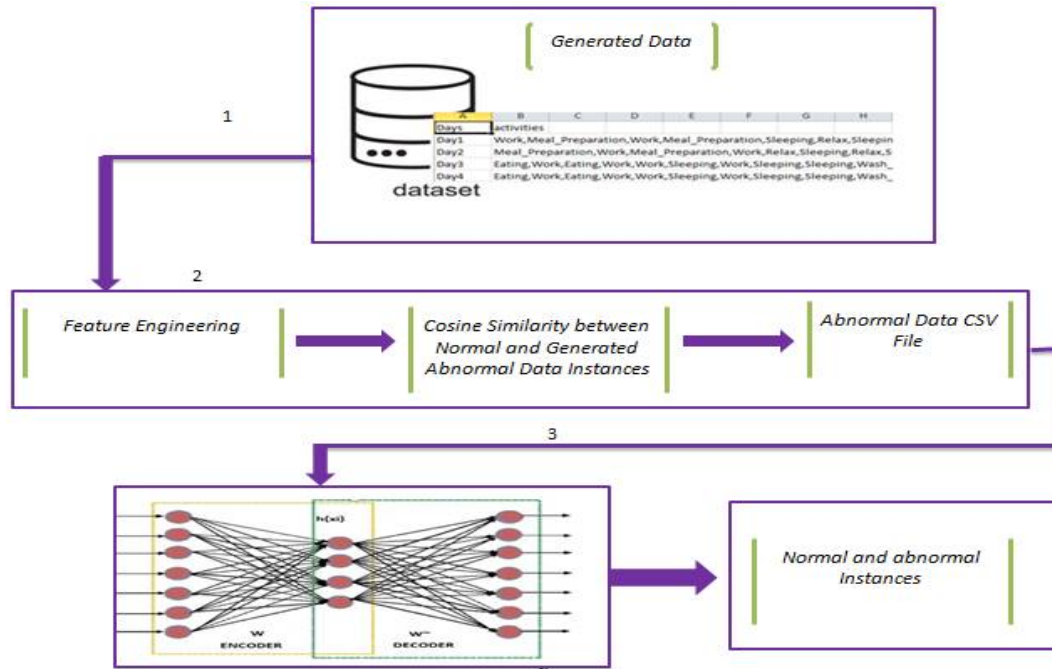 Generated Data
1
A B C D E F G H
Days activities
Day1 Work,Meal_Preparation,Work,Meal_Preparation,Sleeping,Relax,Sleepin
Day2 Meal_Preparation,Work,Meal_Preparation,Work,Relax,Sleeping,Relax,S
Day3 Eating,Work,Eating,Work,Work,Sleeping,Work,Sleeping,Sleeping,Wash_
Day4 Eating,Work,Eating,Work,Work,Sleeping,Work,Sleeping,Sleeping,Wash_
dataset
2
Feature Engineering
Cosine Similarity between
Normal and Generated
Abnormal Data Instances
Abnormal Data CSV
File
3
h(xi)
W
ENCODER
DECODER
Normal and abnormal
Instances